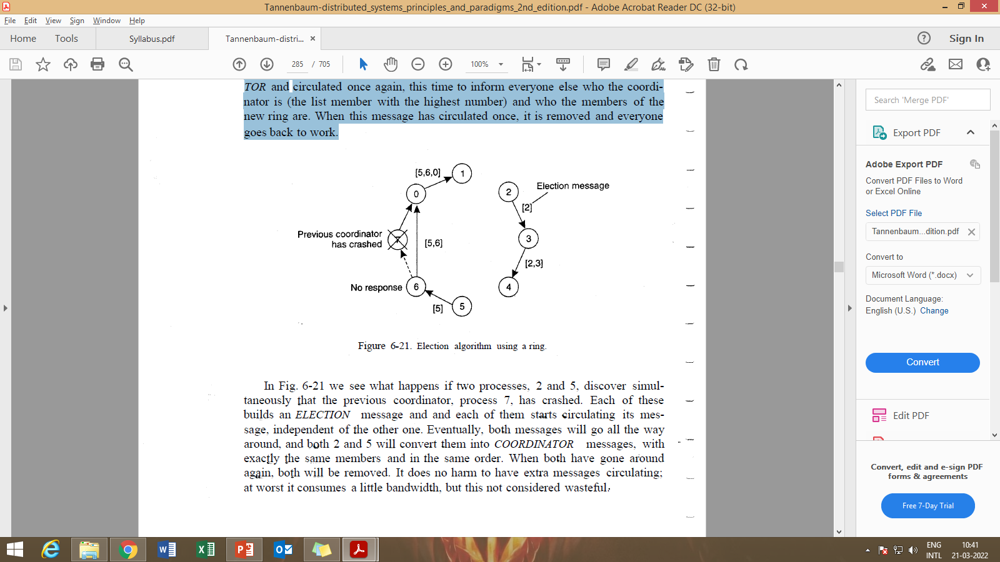 Tannenbaum-distributed_systems_principles_and_paradigms_2nd_edition.pdf - Adobe Acrobat Reader DC (32-bit)
File Edit View Sign Window Help
Home Tools Syllabus.pdf Tannenbaum-distri... × Sign In
285 / 705 100%
TOR and circulated once again, this time to inform everyone else who the coordi-
nator is (the list member with the highest number) and who the members of the
new ring are. When this message has circulated once, it is removed and everyone
goes back to work.
[5,6,0] 1
0
2 Election message
[2]
Previous coordinator
has crashed
7
[5,6]
3
[2,3]
No response 6
4
[5] 5
Figure 6-21. Election algorithm using a ring.
In Fig. 6-21 we see what happens if two processes, 2 and 5, discover simul-
taneously that the previous coordinator, process 7, has crashed. Each of these
builds an ELECTION message and and each of them starts circulating its mes-
sage, independent of the other one. Eventually, both messages will go all the way
around, and both 2 and 5 will convert them into COORDINATOR messages, with
exactly the same members and in the same order. When both have gone around
again, both will be removed. It does no harm to have extra messages circulating;
at worst it consumes a little bandwidth, but this not considered wasteful.
Search 'Merge PDF'
Export PDF
Adobe Export PDF
Convert PDF Files to Word
or Excel Online
Select PDF File
Tannenbaum...dition.pdf
Convert to
Microsoft Word (*.docx)
Document Language:
English (U.S.) Change
Convert
Edit PDF
Convert, edit and e-sign PDF
forms & agreements
Free 7-Day Trial
ENG
INTL
10:41
21-03-2022